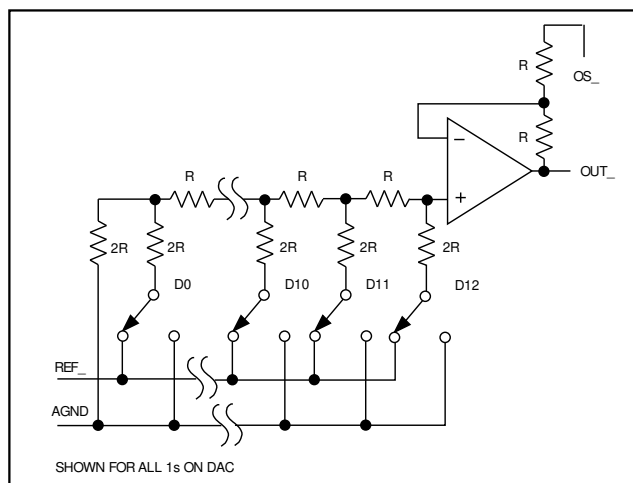 R
OS_
R
R
R
R
OUT_
2R
2R
2R
2R
2R
D0
D10
D11
D12
REF_
AGND
SHOWN FOR ALL 1s ON DAC